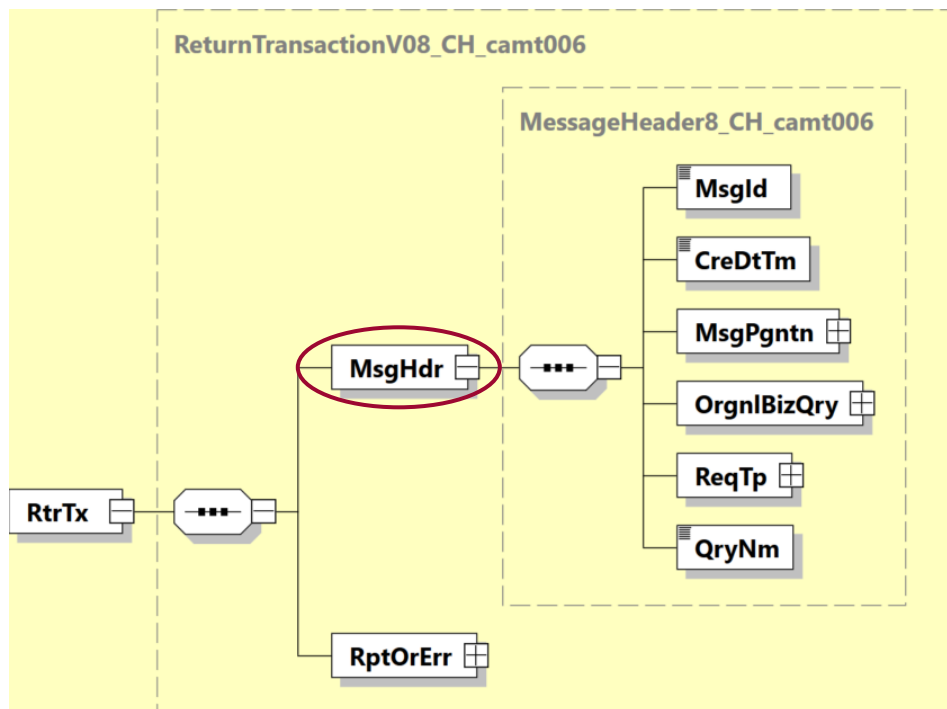 ReturnTransactionV08_CH_camt006
MessageHeader8_CH_camt006
MsgId
CreDtTm
MsgPgntn
MsgHdr
OrgnlBizQry
ReqTp
RtrTx
QryNm
RptOrErr